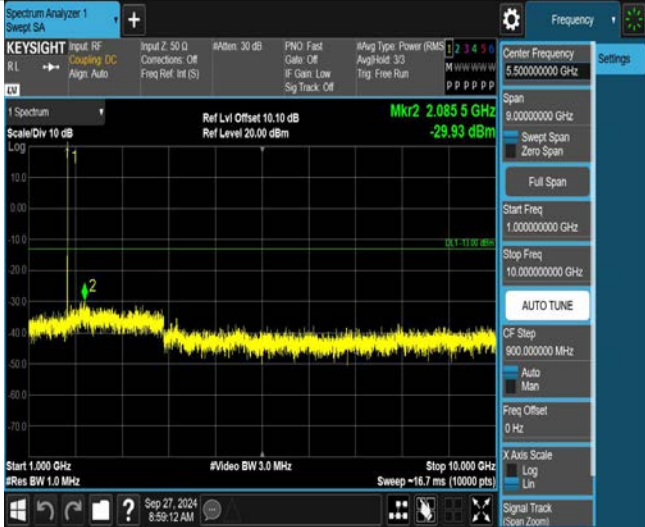 Spectrum Analyzer 1
Swept SA
Frequency
KEYSIGHT
RL
Input: RF
Coupling: DC
Align: Auto
Input Z: 50 Ω
Corrections: Off
Freq Ref: Int (S)
#Atten: 30 dB
PNO: Fast
Gate: Off
IF Gain: Low
Sig Track: Off
#Avg Type: Power (RMS
Avg|Hold: 3/3
Trig: Free Run
1 2 3 4 5 6
M W W W W W
P P P P P P
1 Spectrum
Scale/Div 10 dB
Ref Lvl Offset 10.10 dB
Ref Level 20.00 dBm
Mkr2 2.085 5 GHz
-29.93 dBm
Log
10.0
0.00
-10.0
-20.0
-30.0
-40.0
-50.0
-60.0
-70.0
1
2
DL1 -13.00 dBm
Start 1.000 GHz
#Res BW 1.0 MHz
#Video BW 3.0 MHz
Stop 10.000 GHz
Sweep ~16.7 ms (10000 pts)
Sep 27, 2024
8:59:12 AM
Settings
Center Frequency
5.500000000 GHz
Span
9.00000000 GHz
Swept Span
Zero Span
Full Span
Start Freq
1.000000000 GHz
Stop Freq
10.000000000 GHz
AUTO TUNE
CF Step
900.000000 MHz
Auto
Man
Freq Offset
0 Hz
X Axis Scale
Log
Lin
Signal Track
(Span Zoom)